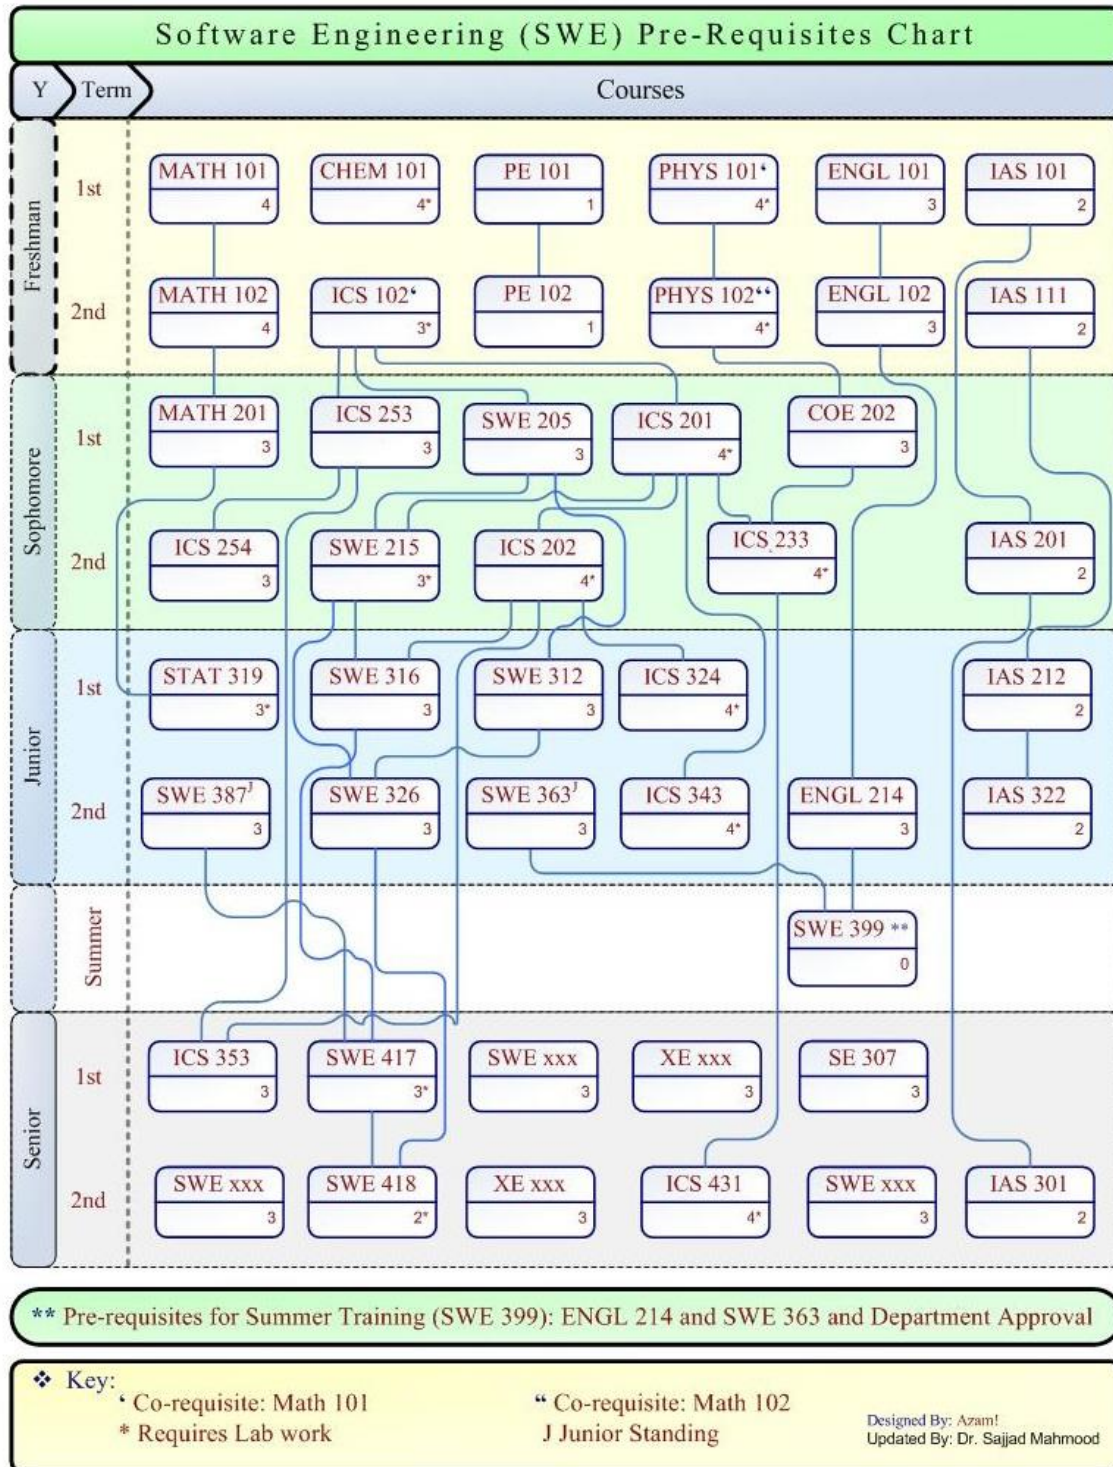 Software Engineering (SWE) Pre-Requisites Chart
Y Term Courses
Freshman
1st
MATH 101 CHEM 101 PE 101 PHYS 101‘ ENGL 101 IAS 101
4 4* 1 4* 3 2
2nd
MATH 102 ICS 102‘ PE 102 PHYS 102‘‘ ENGL 102 IAS 111
4 3* 1 4* 3 2
Sophomore
1st
MATH 201 ICS 253 SWE 205 ICS 201 COE 202
3 3 3 4* 3
2nd
ICS 254 SWE 215 ICS 202 ICS 233 IAS 201
3 3* 4* 4* 2
Junior
1st
STAT 319 SWE 316 SWE 312 ICS 324 IAS 212
3* 3 3 4* 2
2nd
SWE 387J SWE 326 SWE 363J ICS 343 ENGL 214 IAS 322
3 3 3 4* 3 2
Summer
SWE 399 **
0
Senior
1st
ICS 353 SWE 417 SWE xxx XE xxx SE 307
3 3* 3 3 3
2nd
SWE xxx SWE 418 XE xxx ICS 431 SWE xxx IAS 301
3 2* 3 4* 3 2
** Pre-requisites for Summer Training (SWE 399): ENGL 214 and SWE 363 and Department Approval
❖ Key:
‘ Co-requisite: Math 101 “ Co-requisite: Math 102
* Requires Lab work J Junior Standing
Designed By: Azam!
Updated By: Dr. Sajjad Mahmood